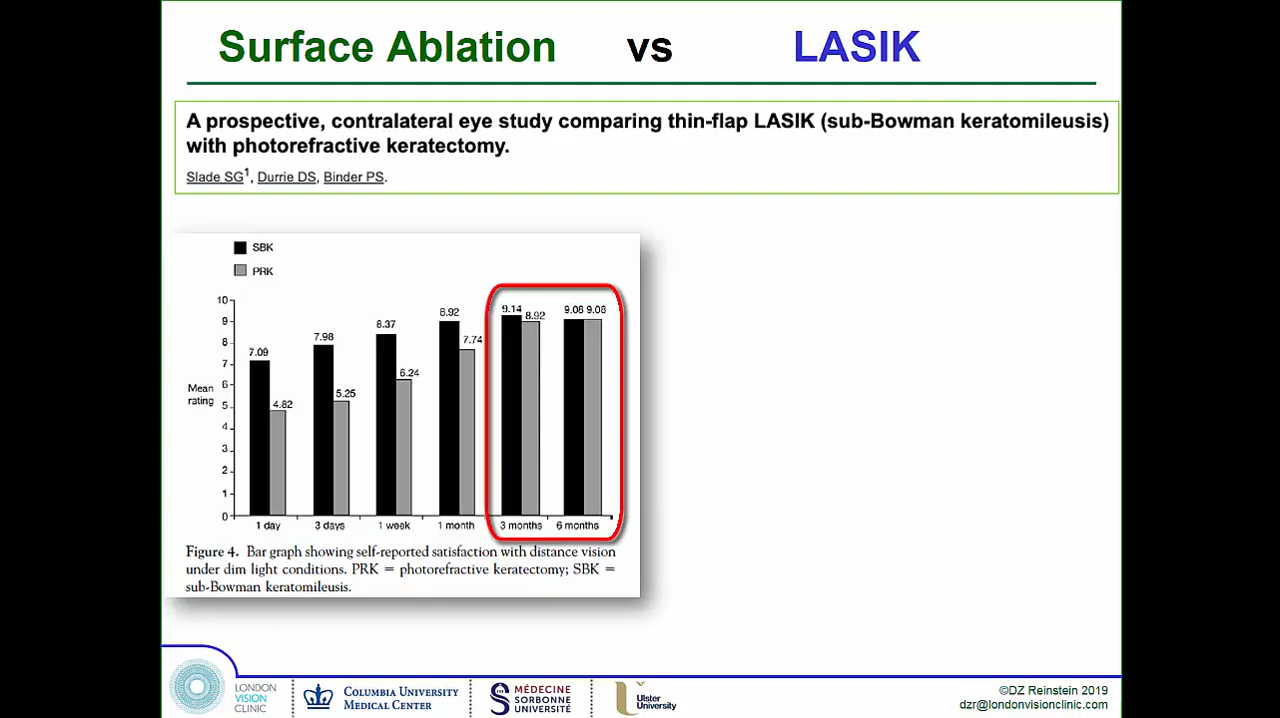 Surface Ablation vs LASIK
A prospective, contralateral eye study comparing thin-flap LASIK (sub-Bowman keratomileusis)
with photorefractive keratectomy.
Slade SG1, Durrie DS, Binder PS.
SBK
PRK
10
9
8
7
6
5
4
3
2
1
0
Mean
rating
7.09
4.82
7.98
5.25
8.37
6.24
8.92
7.74
9.14
8.92
9.08 9.08
1 day 3 days 1 week 1 month 3 months 6 months
Figure 4. Bar graph showing self-reported satisfaction with distance vision
under dim light conditions. PRK = photorefractive keratectomy; SBK =
sub-Bowman keratomileusis.
LONDON
VISION
CLINIC
COLUMBIA UNIVERSITY
MEDICAL CENTER
MÉDECINE
SORBONNE
UNIVERSITÉ
Ulster
University
©DZ Reinstein 2019
dzr@londonvisionclinic.com